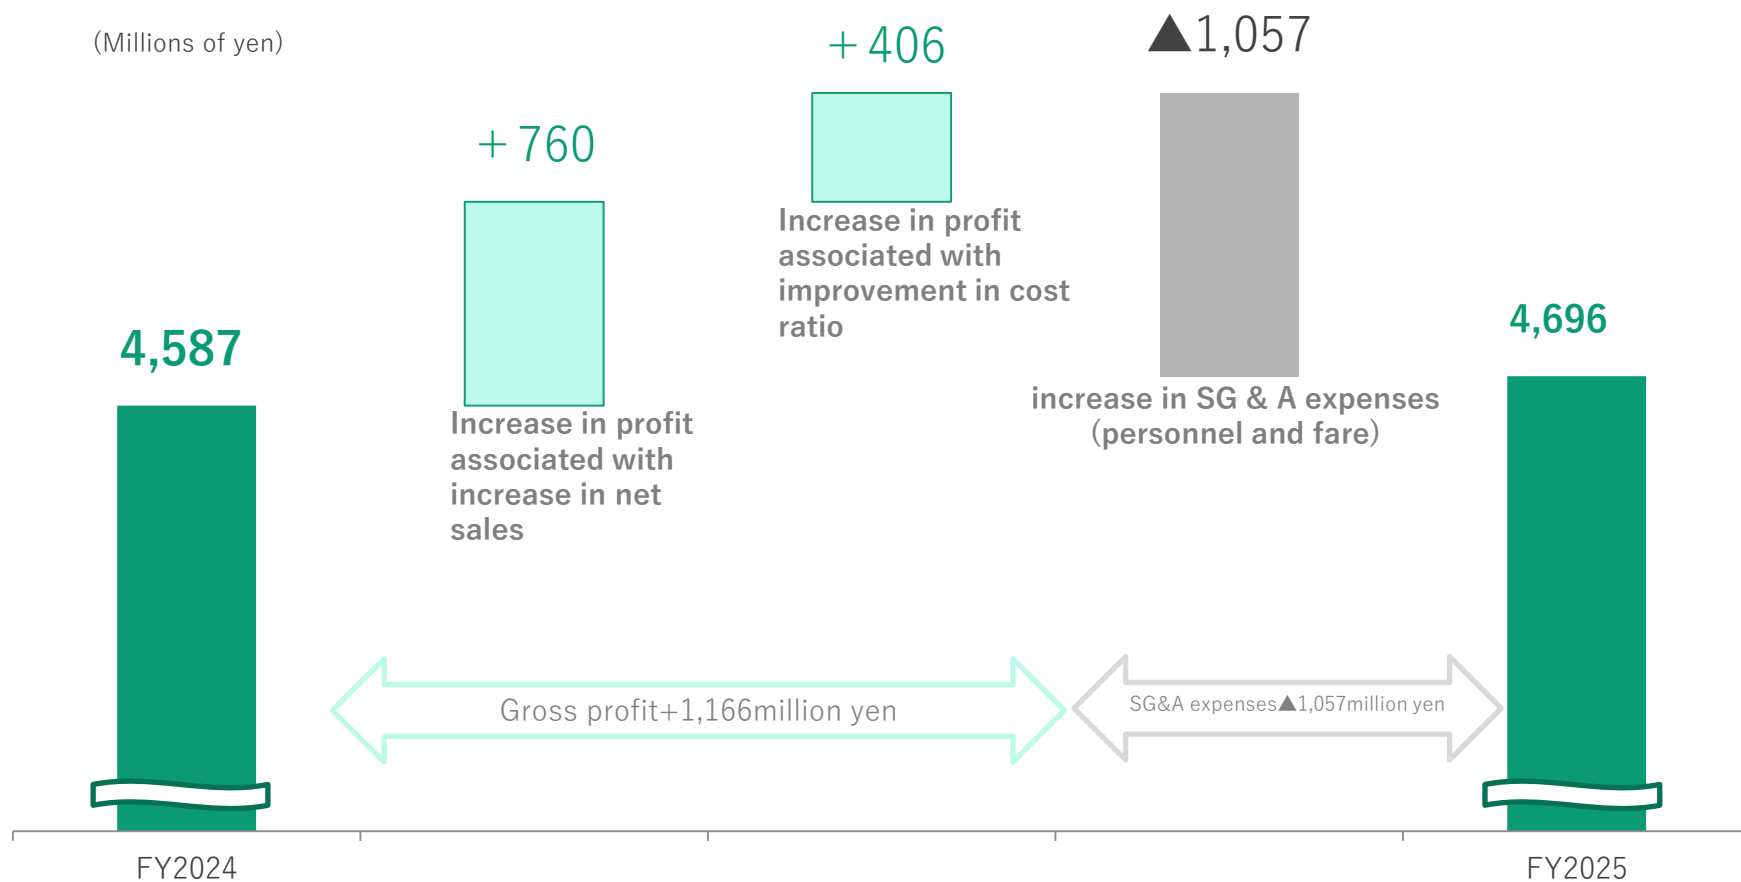 (Millions of yen)
＋760
＋406
▲1,057
4,587
4,696
Increase in profit
associated with
increase in net
sales
Increase in profit
associated with
improvement in cost
ratio
increase in SG & A expenses
(personnel and fare)
Gross profit+1,166million yen
SG&A expenses▲1,057million yen
FY2024
FY2025